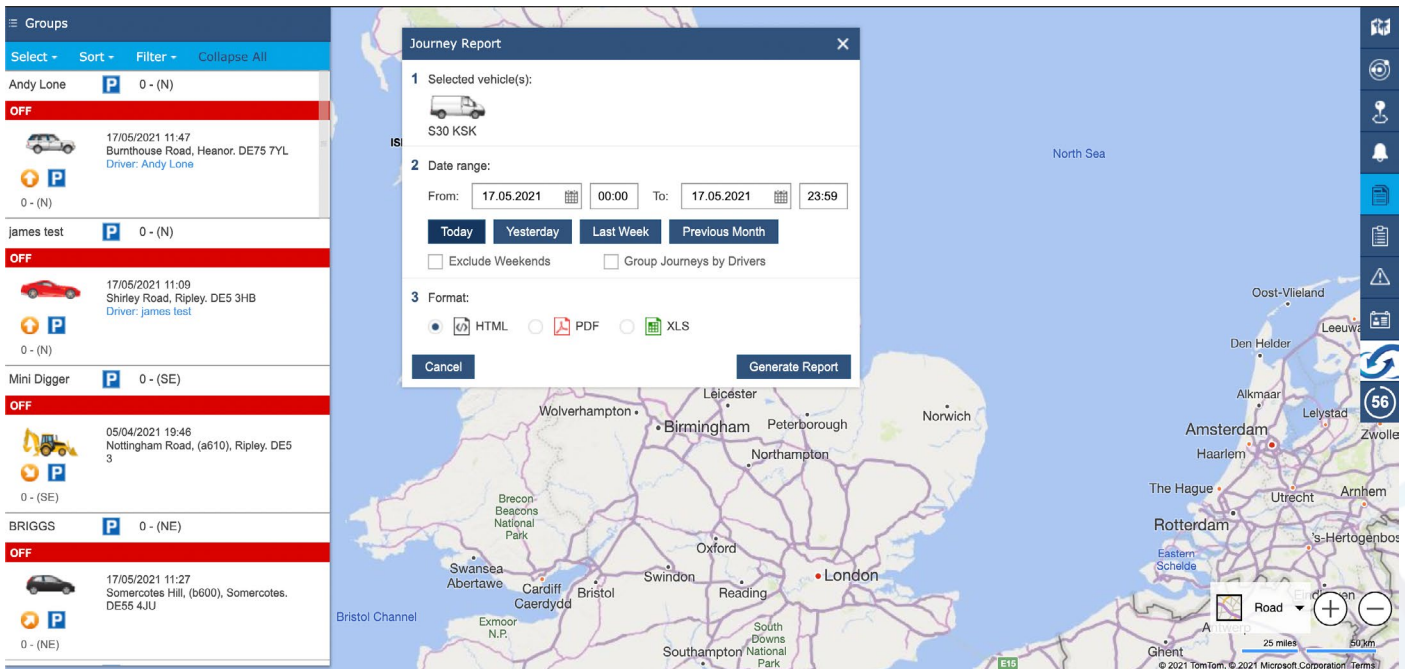 Groups
Select Sort Filter Collapse All
Andy Lone P 0 - (N)
OFF
17/05/2021 11:47
Burnthouse Road, Heanor. DE75 7YL
Driver: Andy Lone
P
0 - (N)
james test P 0 - (N)
OFF
17/05/2021 11:09
Shirley Road, Ripley. DE5 3HB
Driver: james test
P
0 - (N)
Mini Digger P 0 - (SE)
OFF
05/04/2021 19:46
Nottingham Road, (a610), Ripley. DE5
3
P
0 - (SE)
BRIGGS P 0 - (NE)
OFF
17/05/2021 11:27
Somercotes Hill, (b600), Somercotes.
DE55 4JU
P
0 - (NE)
Journey Report
1 Selected vehicle(s):
S30 KSK
2 Date range:
From: 17.05.2021 00:00 To: 17.05.2021 23:59
Today Yesterday Last Week Previous Month
Exclude Weekends Group Journeys by Drivers
3 Format:
HTML PDF XLS
Cancel Generate Report
North Sea
Leicester
Wolverhampton
Birmingham
Peterborough
Norwich
Northampton
Brecon
Beacons
National
Park
Oxford
Swansea
Abertawe
Cardiff
Caerdydd
Bristol
Swindon
Reading
London
Bristol Channel
Exmoor
N.P.
South
Downs
National
Park
Southampton
E15
Oost-Vlieland
Den Helder
Alkmaar
Lelystad
Amsterdam
Haarlem
Zwolle
The Hague
Utrecht
Arnhem
Rotterdam
's-Hertogenbos
Eastern
Schelde
Ghent
56
Road
25 miles 50 km
© 2021 TomTom, © 2021 Microsoft Corporation Terms